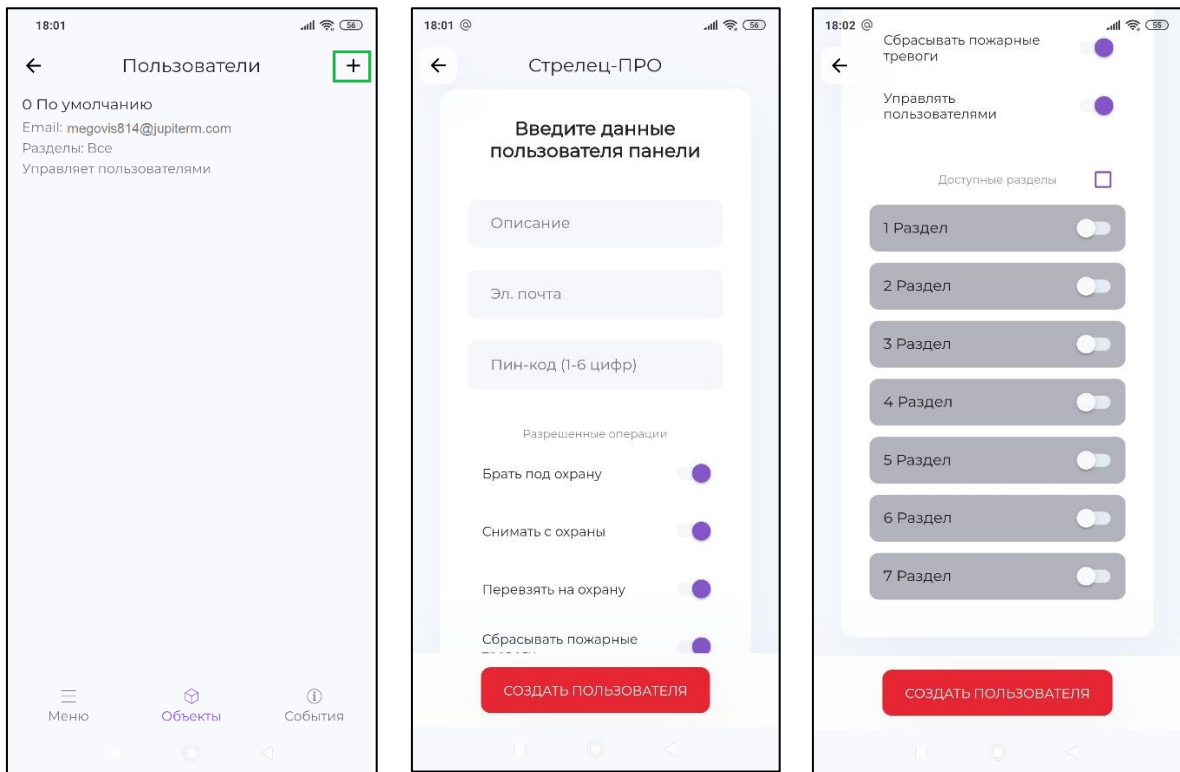 18:01
56
Пользователи
0 По умолчанию
Email: megovis814@jupiterm.com
Разделы: Все
Управляет пользователями
Меню
Объекты
События
18:01 @
56
Стрелец-ПРО
Введите данные
пользователя панели
Описание
Эл. почта
Пин-код (1-6 цифр)
Разрешенные операции
Брать под охрану
Снимать с охраны
Перевзять на охрану
Сбрасывать пожарные
СОЗДАТЬ ПОЛЬЗОВАТЕЛЯ
18:02 @
55
Сбрасывать пожарные
тревоги
Управлять
пользователями
Доступные разделы
1 Раздел
2 Раздел
3 Раздел
4 Раздел
5 Раздел
6 Раздел
7 Раздел
СОЗДАТЬ ПОЛЬЗОВАТЕЛЯ